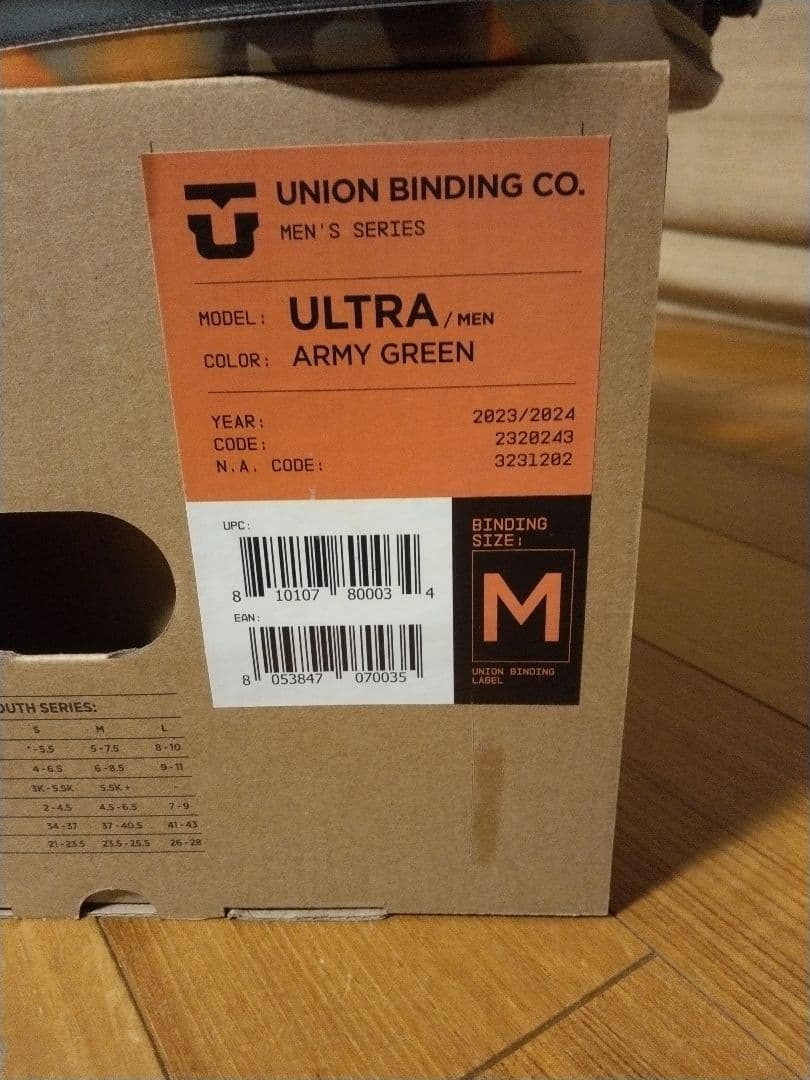 UNION BINDING CO.
MEN'S SERIES
MODEL: ULTRA / MEN
COLOR: ARMY GREEN
YEAR: 2023/2024
CODE: 2320243
N.A. CODE: 3231202
UPC:
8 10107 80003 4
EAN:
8 053847 070035
BINDING
SIZE:
M
UNION BINDING
LABEL
OUTH SERIES:
S M L
-5.5 5-7.5 8-10
4-6.5 6-8.5 9-11
3K-5.5K 5.5K+ -
2-4.5 4.5-6.5 7-9
34-37 37-40.5 41-43
21-23.5 23.5-25.5 26-28